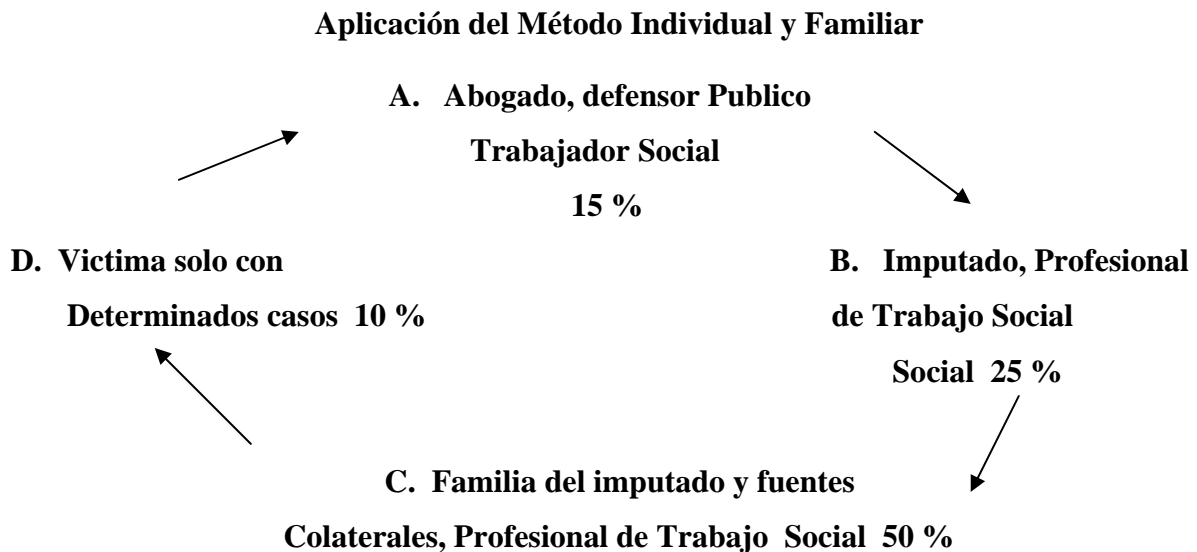 Aplicación del Método Individual y Familiar
A. Abogado, defensor Publico
Trabajador Social
15 %
B. Imputado, Profesional
de Trabajo Social
Social 25 %
C. Familia del imputado y fuentes
Colaterales, Profesional de Trabajo Social 50 %
D. Victima solo con
Determinados casos 10 %